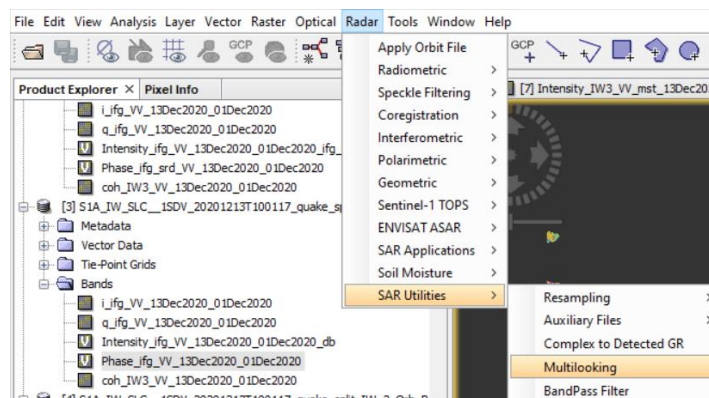 File Edit View Analysis Layer Vector Raster Optical Radar Tools Window Help
GCP
GCP
Apply Orbit File
Radiometric >
Speckle Filtering >
Coregistration >
Interferometric >
Polarimetric >
Geometric >
Sentinel-1 TOPS >
ENVISAT ASAR >
SAR Applications >
Soil Moisture >
SAR Utilities >
Product Explorer × Pixel Info
[7] Intensity_IW3_VV_mst_13Dec20
i_ifg_VV_13Dec2020_01Dec2020
q_ifg_VV_13Dec2020_01Dec2020
Intensity_ifg_VV_13Dec2020_01Dec2020_ifg_
Phase_ifg_srd_VV_13Dec2020_01Dec2020
coh_IW3_VV_13Dec2020_01Dec2020
[3] S1A_IW_SLC__1SDV_20201213T100117_quake_sp
Metadata
Vector Data
Tie-Point Grids
Bands
i_ifg_VV_13Dec2020_01Dec2020
q_ifg_VV_13Dec2020_01Dec2020
Intensity_ifg_VV_13Dec2020_01Dec2020_db
Phase_ifg_VV_13Dec2020_01Dec2020
coh_IW3_VV_13Dec2020_01Dec2020
Resampling >
Auxiliary Files >
Complex to Detected GR
Multilooking
BandPass Filter